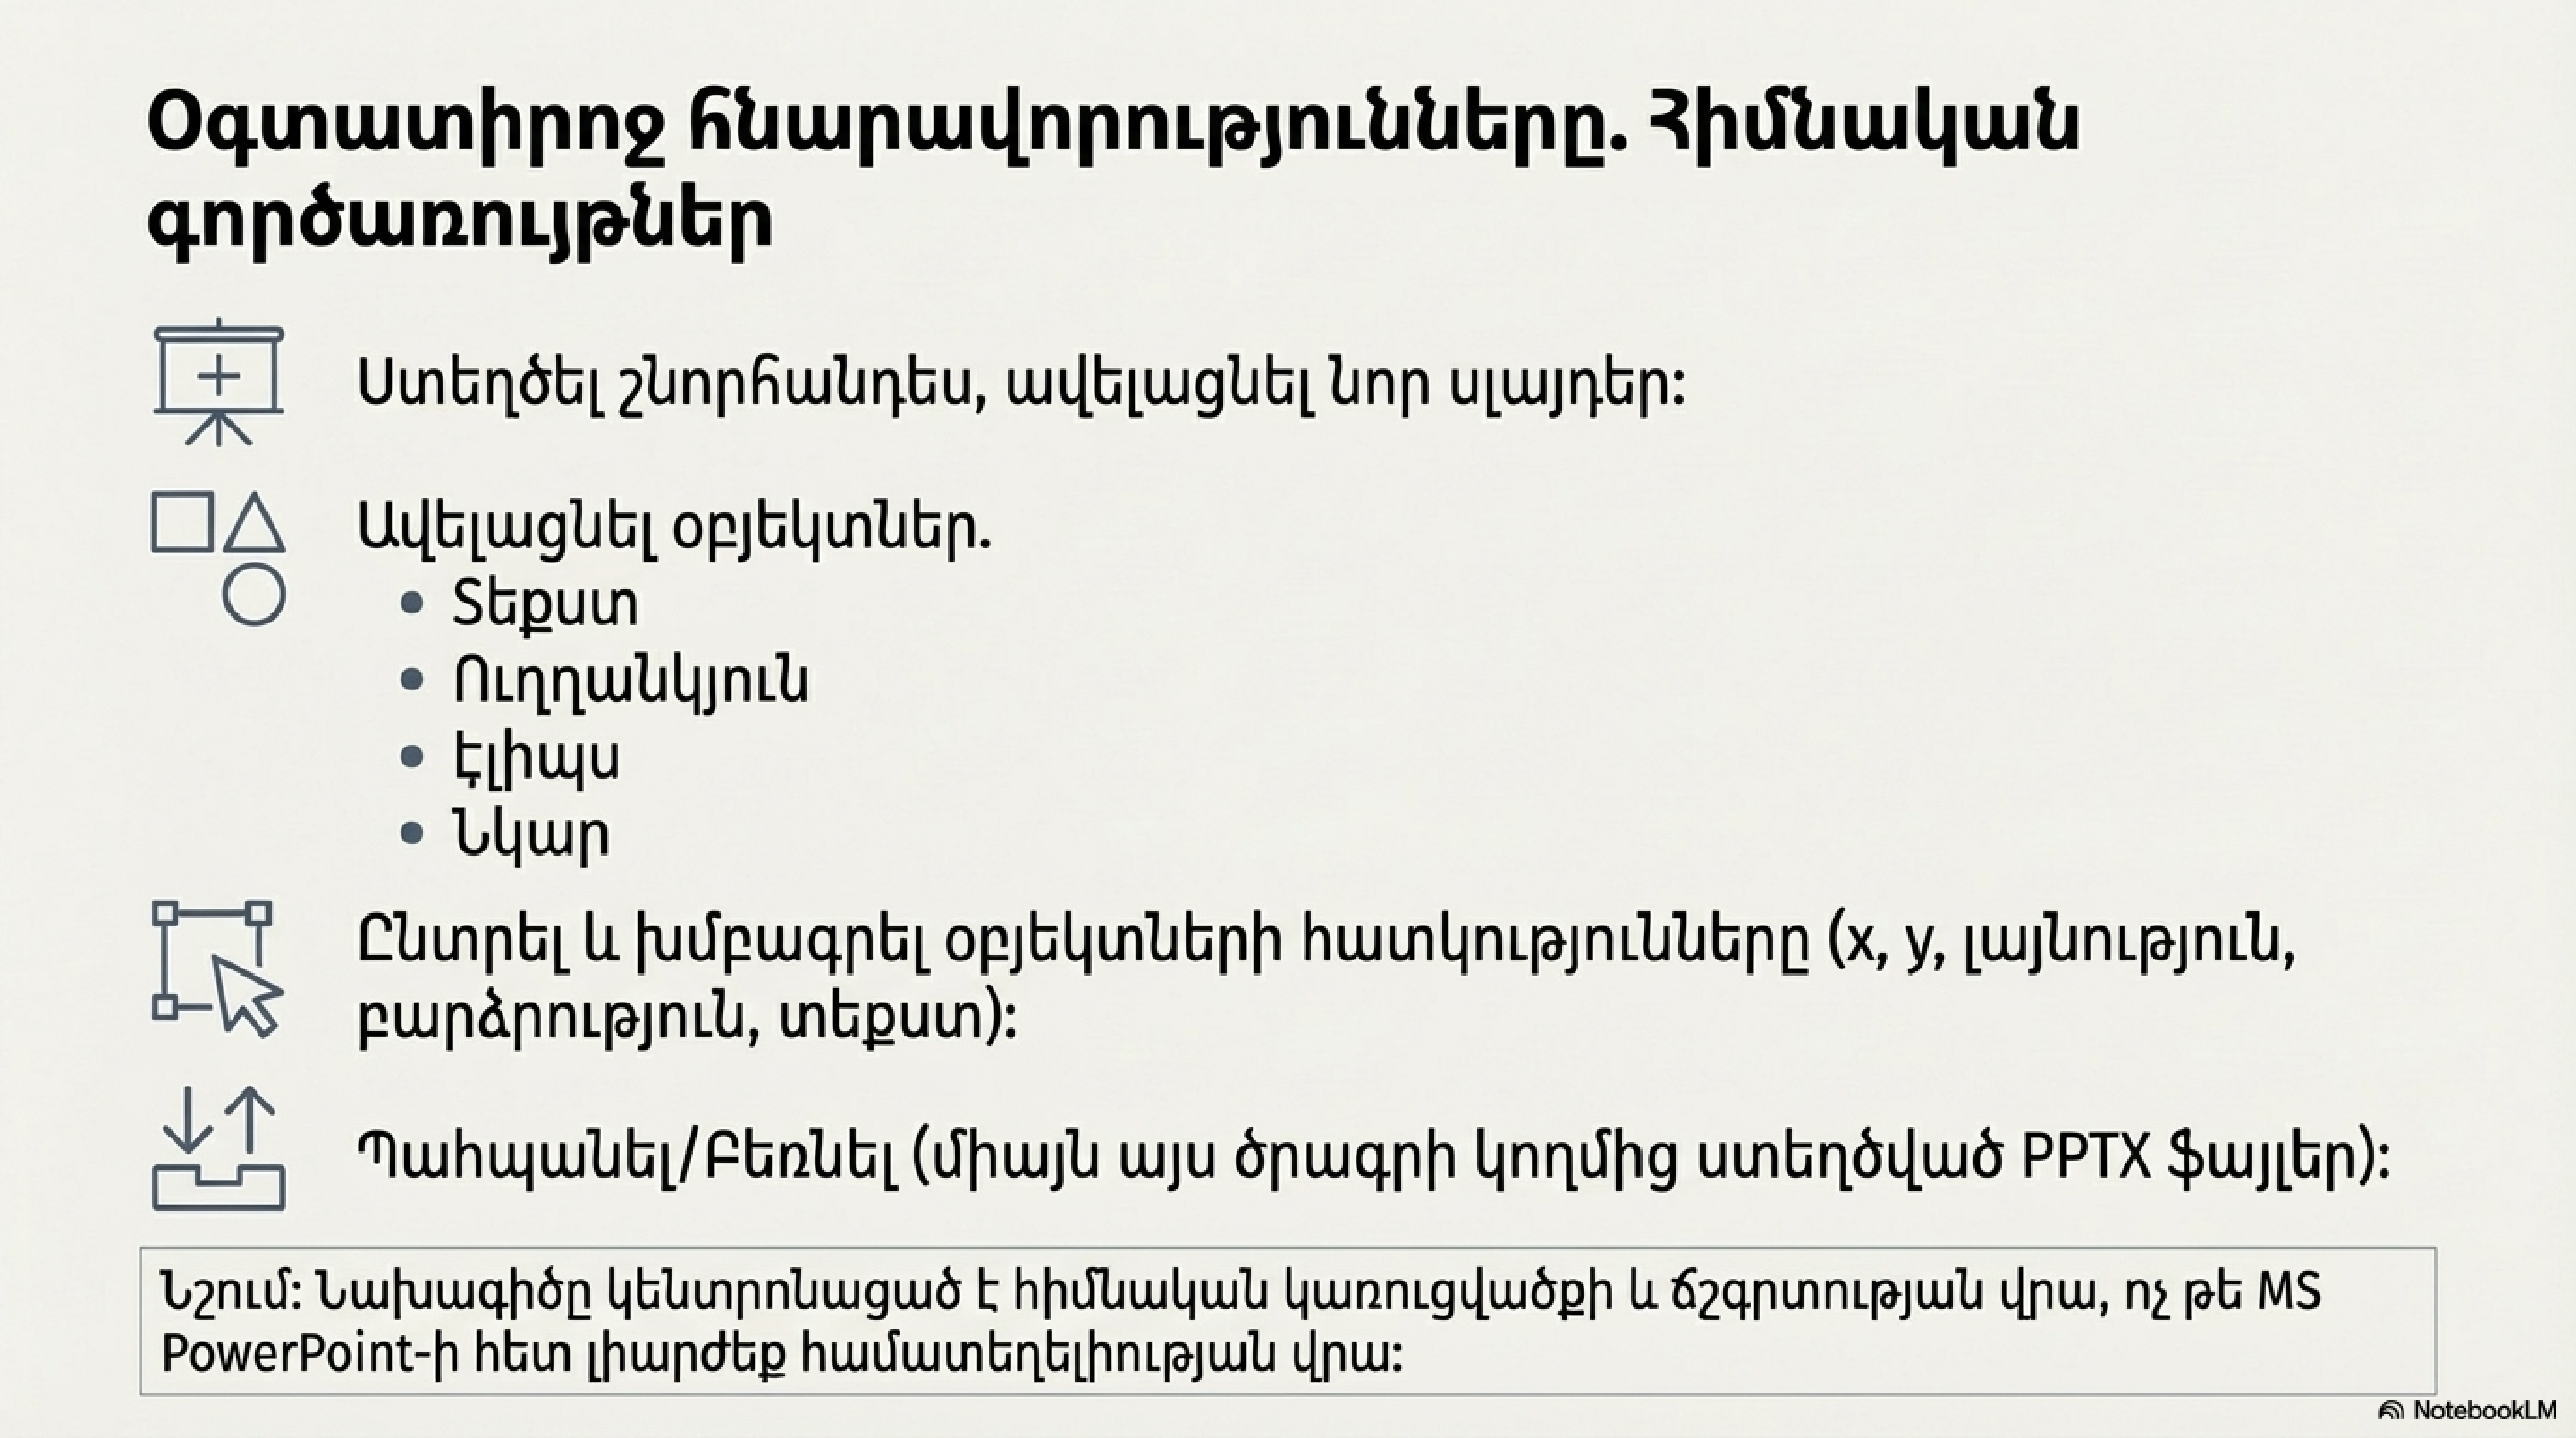 Օգտատիրոջ հնարավորությունները. Հիմնական
գործառույթներ
Ստեղծել շնորհանդես, ավելացնել նոր սլայդեր:
Ավելացնել օբյեկտներ.
• Տեքստ
• Ուղղանկյուն
• Էլիպս
• Նկար
Ընտրել և խմբագրել օբյեկտների հատկությունները (x, y, լայնություն,
բարձրություն, տեքստ):
Պահպանել/Բեռնել (միայն այս ծրագրի կողմից ստեղծված PPTX ֆայլեր):
Նշում: Նախագիծը կենտրոնացած է հիմնական կառուցվածքի և ճշգրտության վրա, ոչ թե MS
PowerPoint-ի հետ լիարժեք համատեղելիության վրա:
NotebookLM